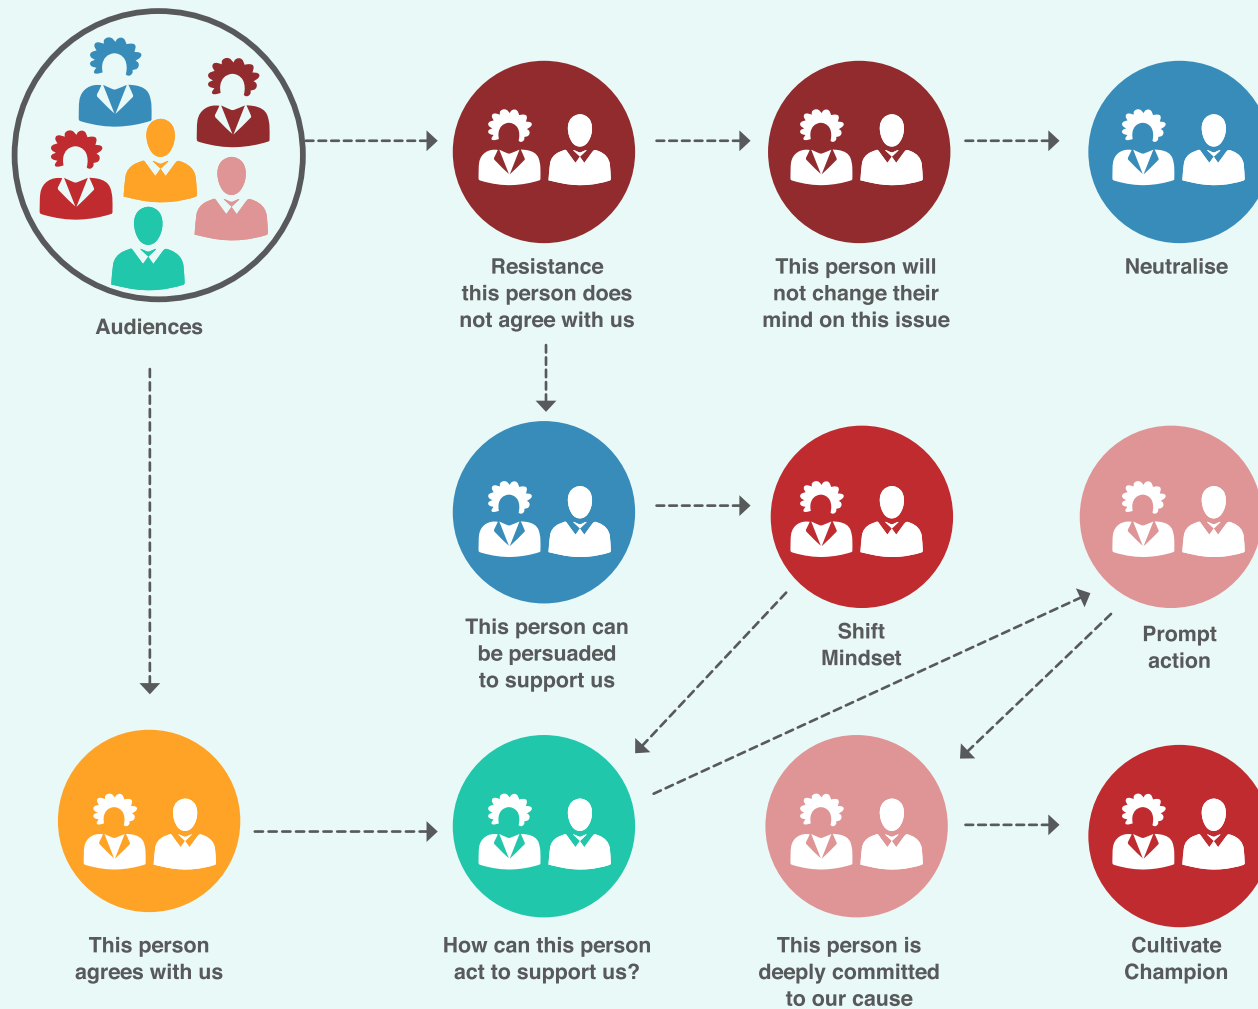 Audiences
Resistance
this person does
not agree with us
This person will
not change their
mind on this issue
Neutralise
This person can
be persuaded
to support us
Shift
Mindset
Prompt
action
This person
agrees with us
How can this person
act to support us?
This person is
deeply committed
to our cause
Cultivate
Champion